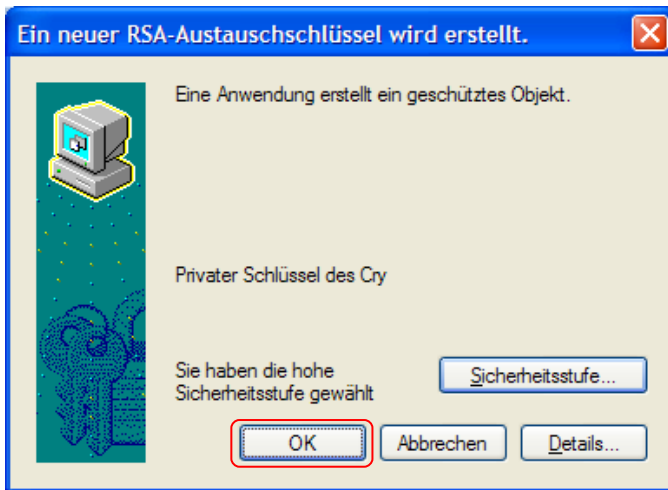 Ein neuer RSA-Austauschschlüssel wird erstellt.
Eine Anwendung erstellt ein geschütztes Objekt.
Privater Schlüssel des Cry
Sie haben die hohe
Sicherheitsstufe gewählt
Sicherheitsstufe...
OK
Abbrechen
Details...